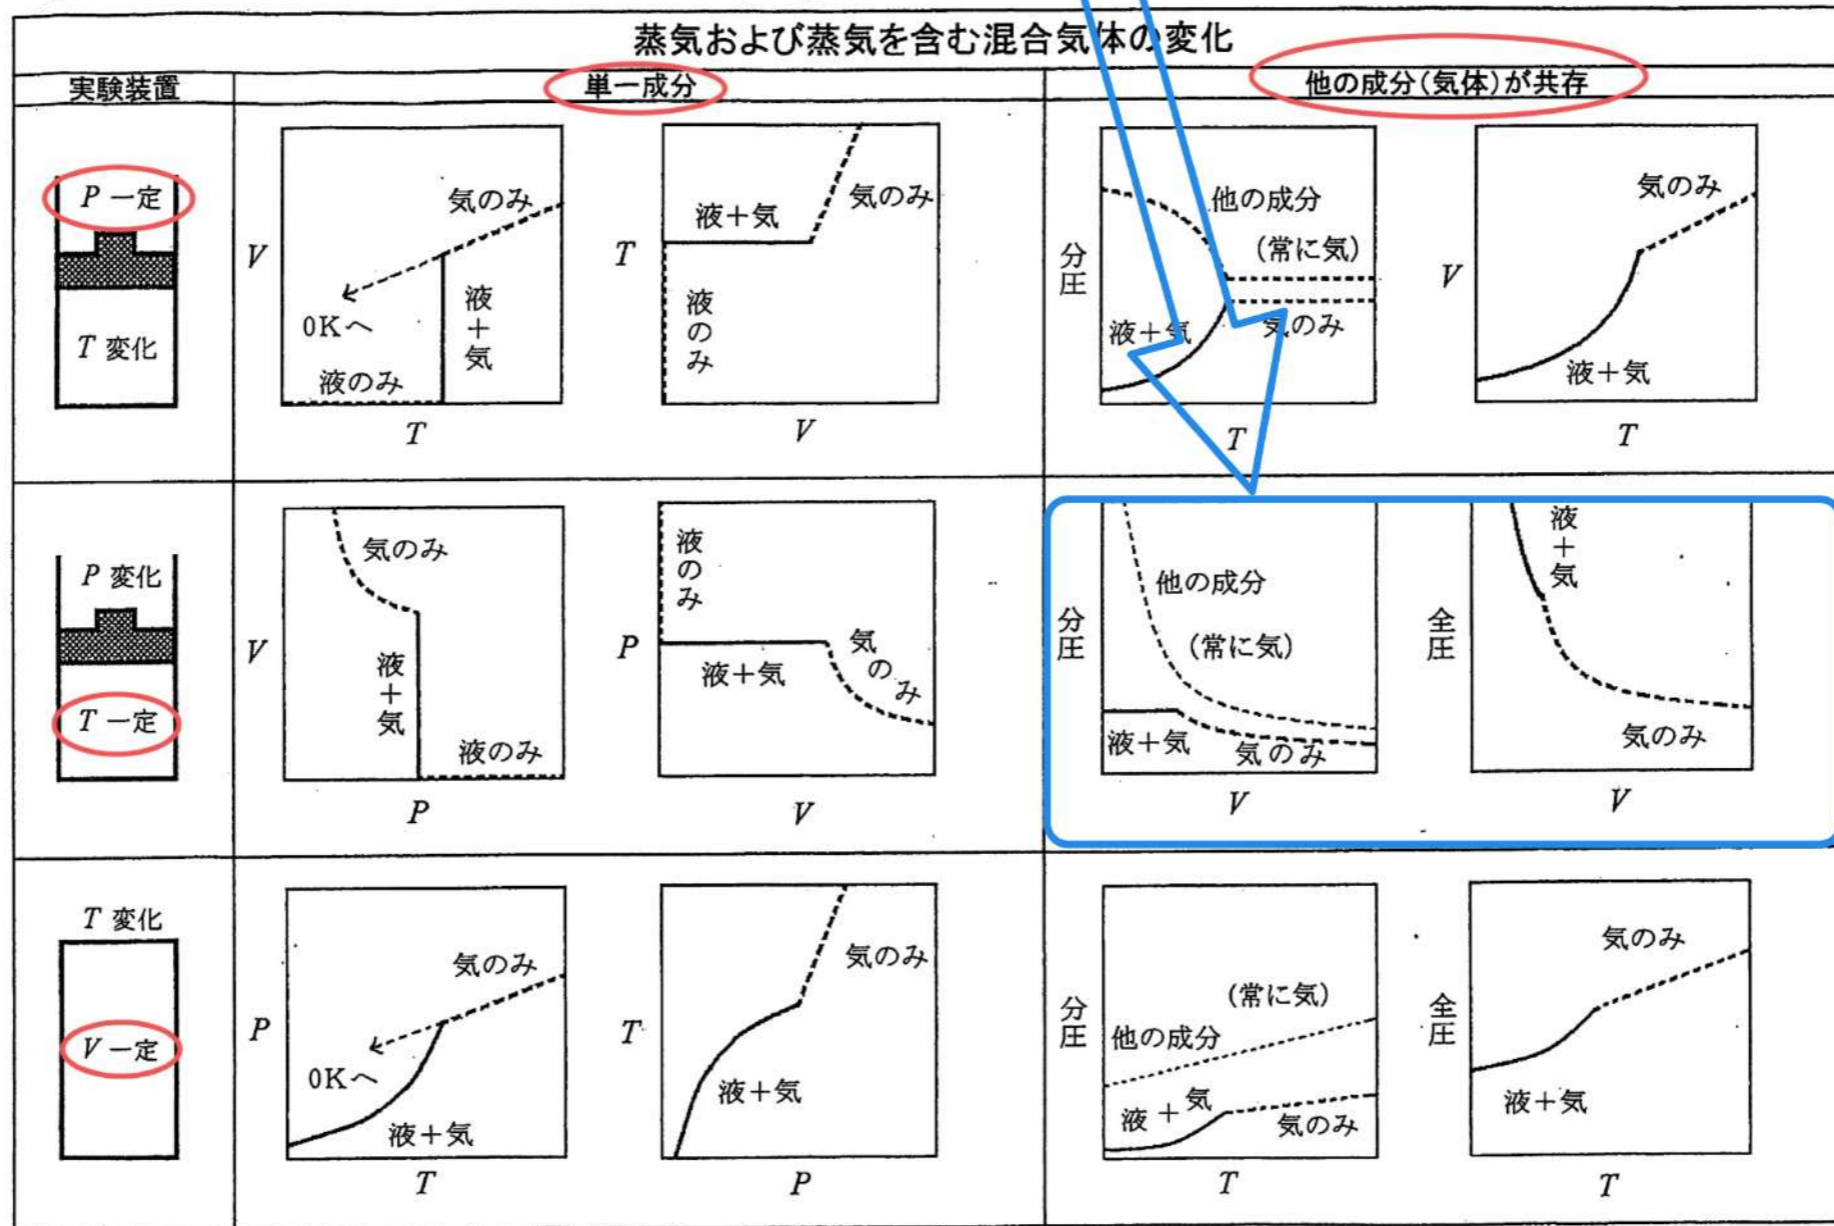 蒸気および蒸気を含む混合気体の変化
実験装置
単一成分
他の成分(気体)が共存
P 一定
T 変化
V
気のみ
0Kへ
液+気
液のみ
T
T
液+気
気のみ
液のみ
V
分圧
他の成分
(常に気)
液+気
気のみ
T
V
気のみ
液+気
T
P 変化
T 一定
V
気のみ
液+気
液のみ
P
P
液のみ
液+気
気のみ
V
分圧
他の成分
(常に気)
液+気
気のみ
V
全圧
液+気
気のみ
V
T 変化
V 一定
P
気のみ
0Kへ
液+気
T
T
気のみ
液+気
P
分圧
(常に気)
他の成分
液+気
気のみ
T
全圧
気のみ
液+気
T